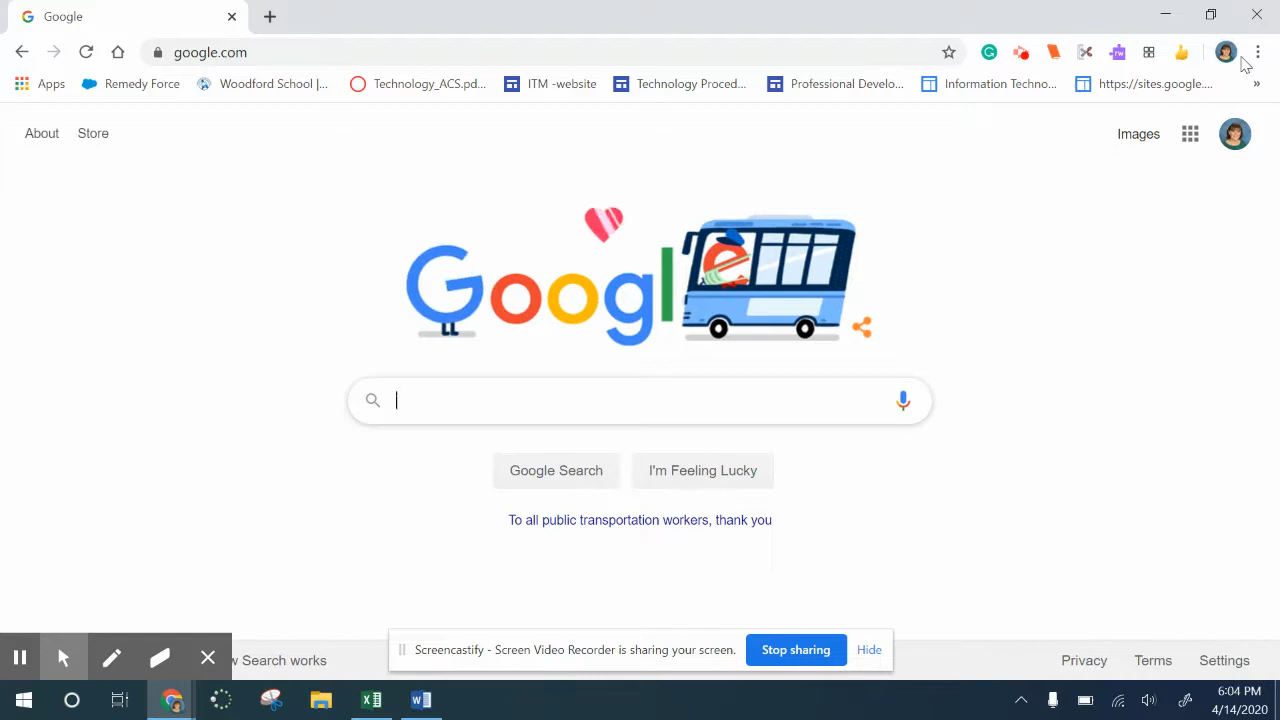 Google
google.com
Apps
Remedy Force
Woodford School |...
Technology_ACS.pd...
ITM -website
Technology Proced...
Professional Develo...
Information Techno...
https://sites.google....
»
About
Store
Images
Google
Google Search
I'm Feeling Lucky
To all public transportation workers, thank you
Screencastify - Screen Video Recorder is sharing your screen.
Stop sharing
Hide
w Search works
Privacy
Terms
Settings
6:04 PM
4/14/2020